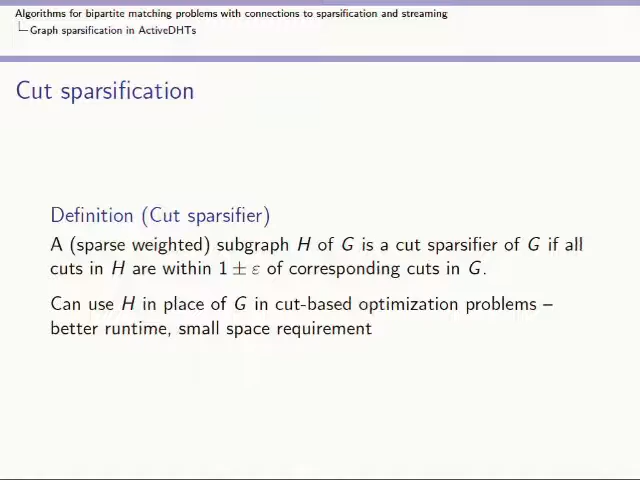 Algorithms for bipartite matching problems with connections to sparsification and streaming
Graph sparsification in ActiveDHTs
Cut sparsification
Definition (Cut sparsifier)
A (sparse weighted) subgraph H of G is a cut sparsifier of G if all
cuts in H are within 1 ± ε of corresponding cuts in G.
Can use H in place of G in cut-based optimization problems –
better runtime, small space requirement